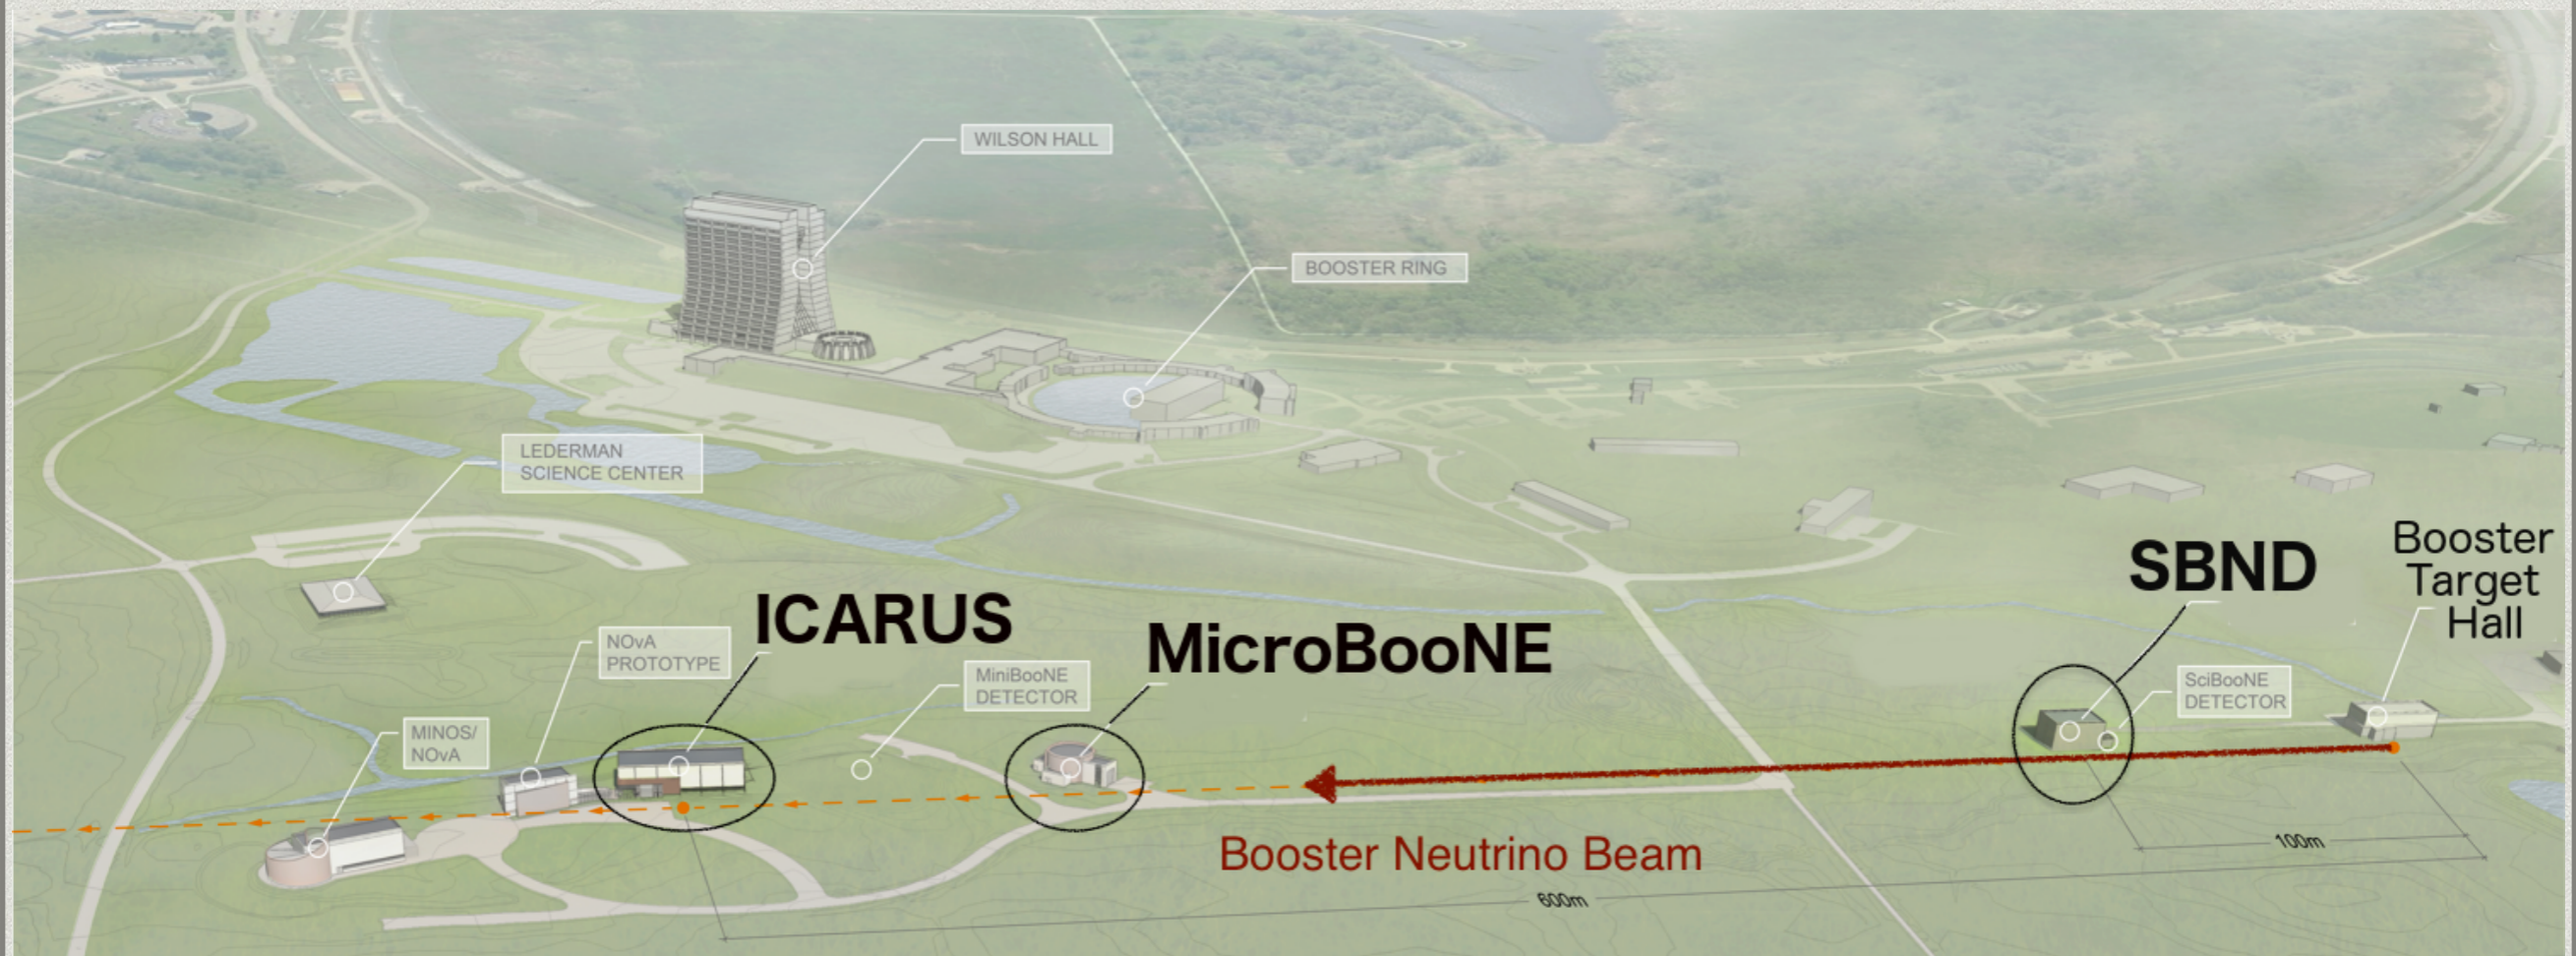 WILSON HALL
BOOSTER RING
LEDERMAN
SCIENCE CENTER
Booster
Target
Hall
SBND
ICARUS
MicroBooNE
NOvA
PROTOTYPE
MiniBooNE
DETECTOR
SciBooNE
DETECTOR
MINOS/
NOvA
Booster Neutrino Beam
100m
600m